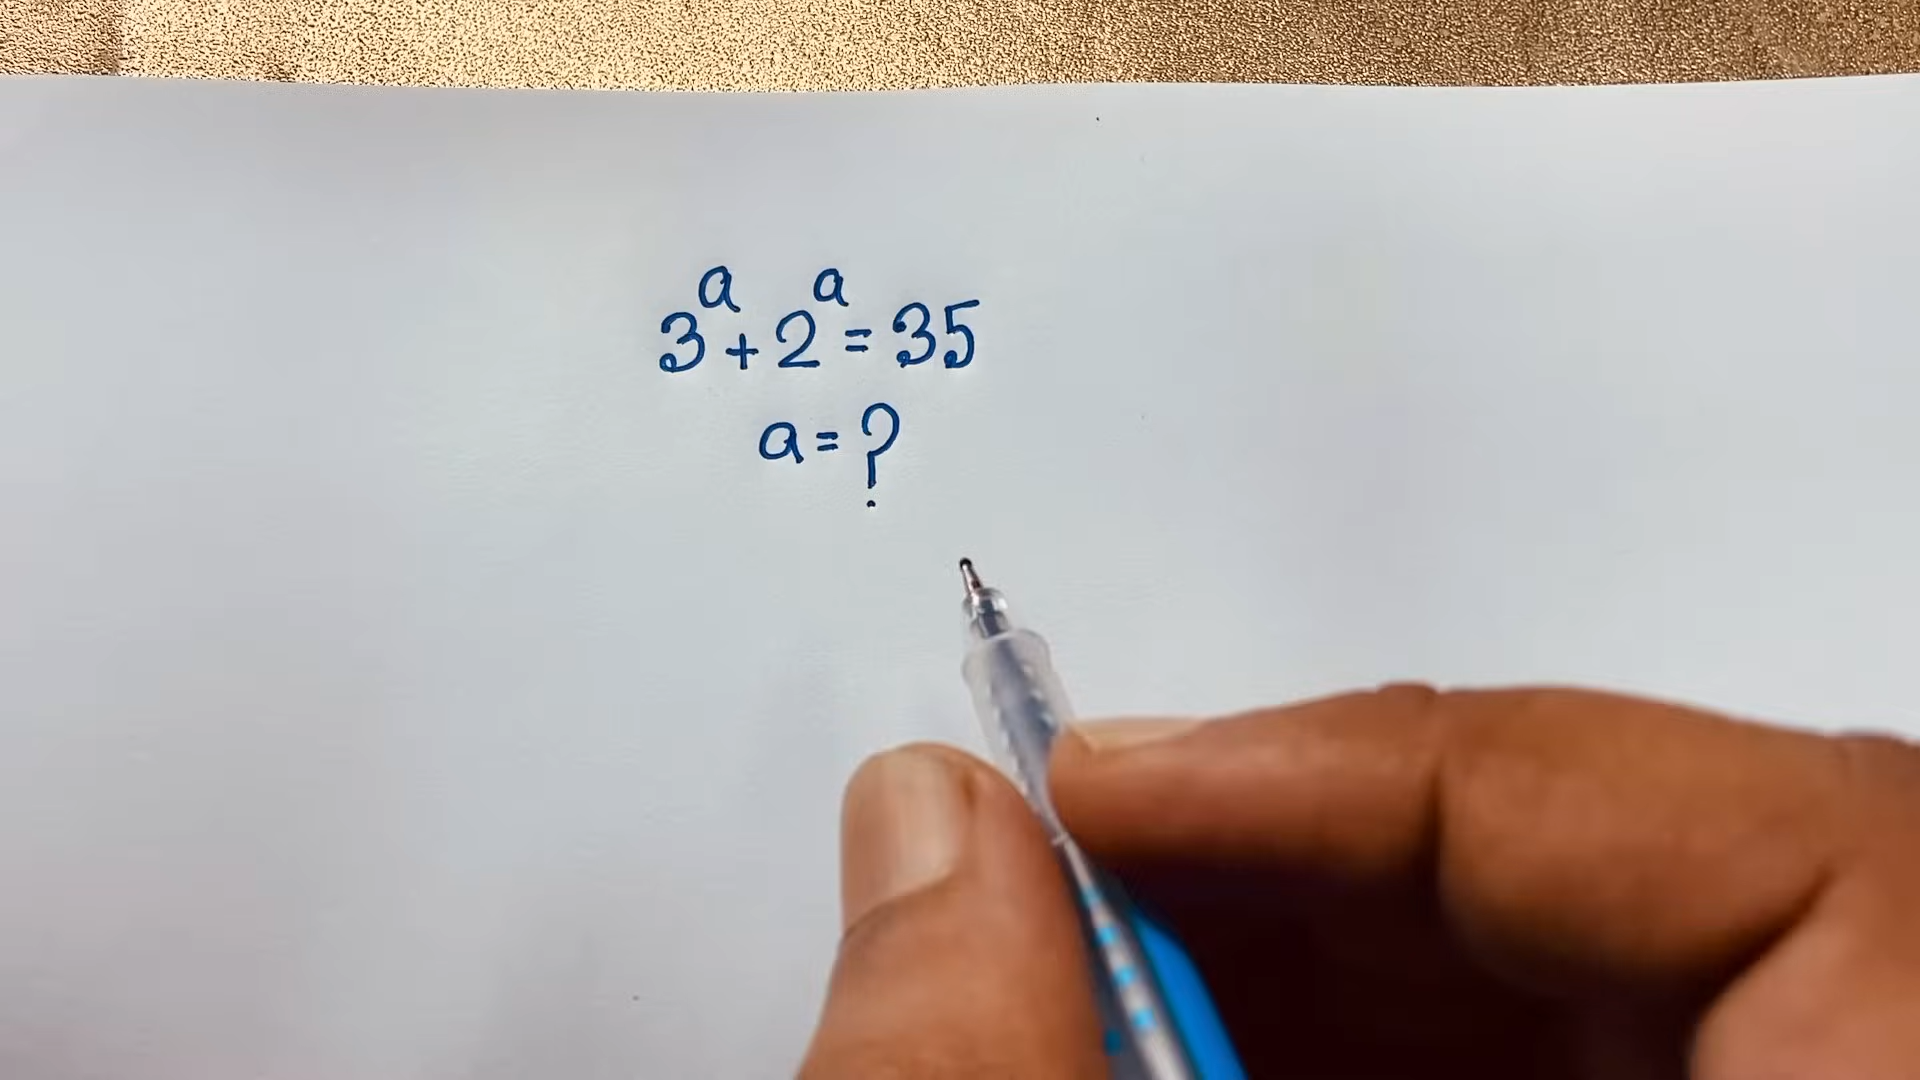 3^a + 2^a = 35
a = ?